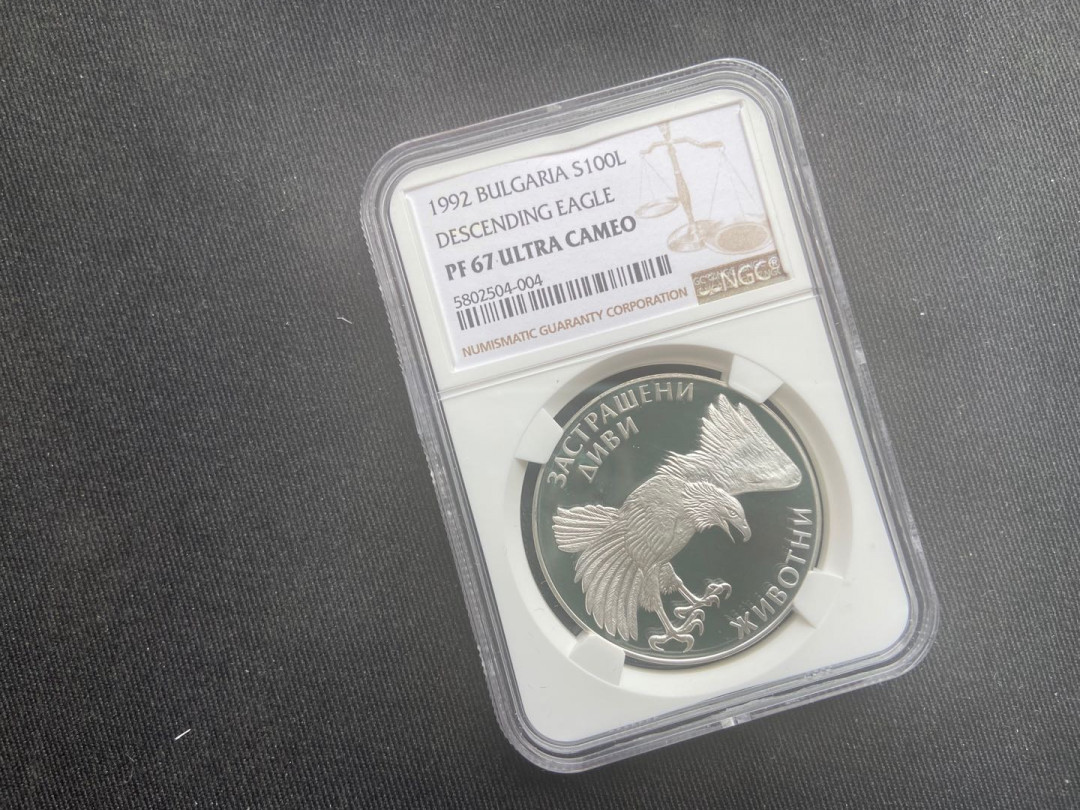 1992 BULGARIA S100L
DESCENDING EAGLE
PF 67 ULTRA CAMEO
5802504-004
NUMISMATIC GUARANTY CORPORATION
NGC®
ЗАСТРАШЕНИ
ДИВИ
ЖИВОТНИ